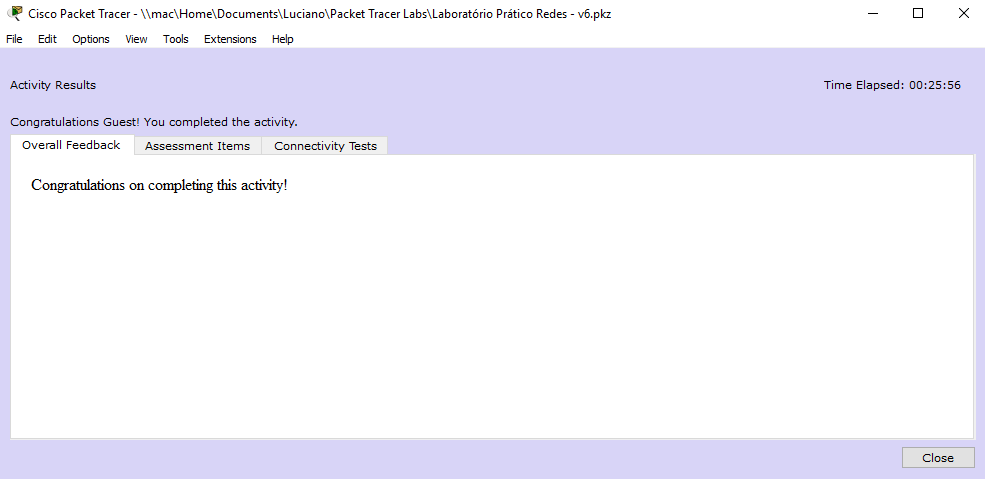 Cisco Packet Tracer - \\mac\Home\Documents\Luciano\Packet Tracer Labs\Laboratório Prático Redes - v6.pkz
File Edit Options View Tools Extensions Help
Activity Results Time Elapsed: 00:25:56
Congratulations Guest! You completed the activity.
Overall Feedback Assessment Items Connectivity Tests
Congratulations on completing this activity!
Close